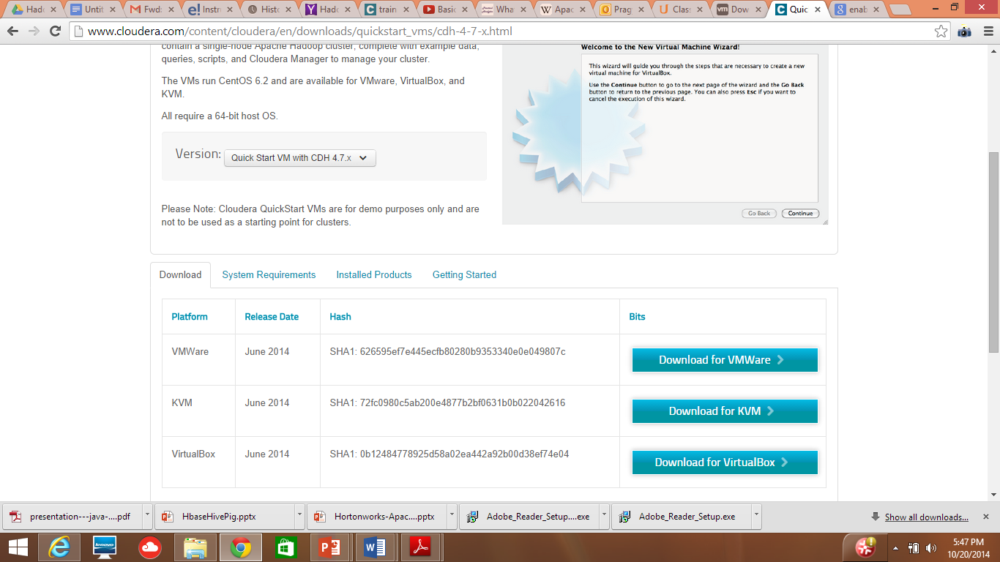 Hado
Untit
Fwd:
Instr
Histo
Hado
train
Basic
Wha
Apac
Prag
Class
Dow
Quic
enab
www.cloudera.com/content/cloudera/en/downloads/quickstart_vms/cdh-4-7-x.html
contain a single-node Apache Hadoop cluster, complete with example data,
queries, scripts, and Cloudera Manager to manage your cluster.
The VMs run CentOS 6.2 and are available for VMware, VirtualBox, and
KVM.
All require a 64-bit host OS.
Version: Quick Start VM with CDH 4.7.x
Please Note: Cloudera QuickStart VMs are for demo purposes only and are
not to be used as a starting point for clusters.
Welcome to the New Virtual Machine Wizard!
This wizard will guide you through the steps that are necessary to create a new
virtual machine for VirtualBox.
Use the Continue button to go to the next page of the wizard and the Go Back
button to return to the previous page. You can also press Esc if you want to
cancel the execution of this wizard.
Go Back Continue
Download System Requirements Installed Products Getting Started
Platform Release Date Hash Bits
VMWare June 2014 SHA1: 626595ef7e445ecfb80280b9353340e0e049807c Download for VMWare
KVM June 2014 SHA1: 72fc0980c5ab200e4877b2bf0631b0b022042616 Download for KVM
VirtualBox June 2014 SHA1: 0b12484778925d58a02ea442a92b00d38ef74e04 Download for VirtualBox
presentation---java-....pdf
HbaseHivePig.pptx
Hortonworks-Apac....pptx
Adobe_Reader_Setup....exe
Adobe_Reader_Setup.exe
Show all downloads...
lenovo
5:47 PM
10/20/2014